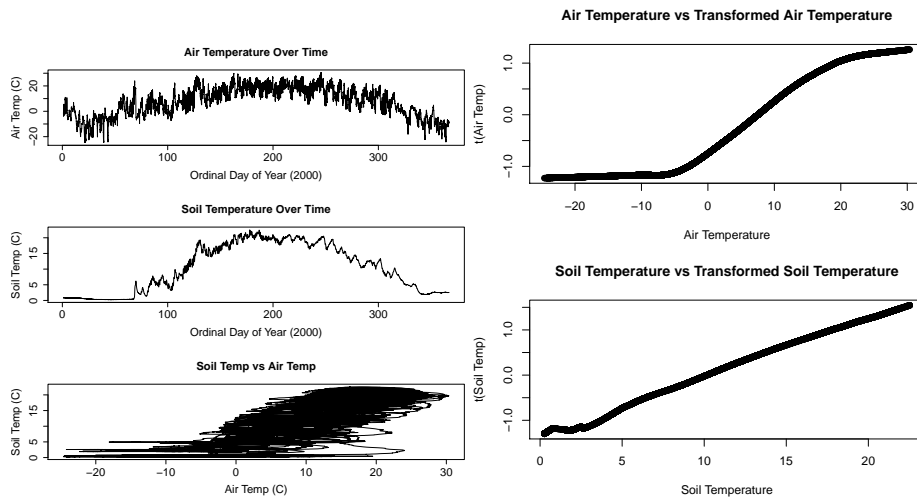 Air Temperature Over Time
Air Temp (C)
−20 0 20
0 100 200 300
Ordinal Day of Year (2000)
Soil Temperature Over Time
Soil Temp (C)
0 5 15
0 100 200 300
Ordinal Day of Year (2000)
Soil Temp vs Air Temp
Soil Temp (C)
0 5 15
−20 −10 0 10 20 30
Air Temp (C)
Air Temperature vs Transformed Air Temperature
t(Air Temp)
−1.0 0.0 1.0
−20 −10 0 10 20 30
Air Temperature
Soil Temperature vs Transformed Soil Temperature
t(Soil Temp)
−1.0 0.0 1.0
0 5 10 15 20
Soil Temperature